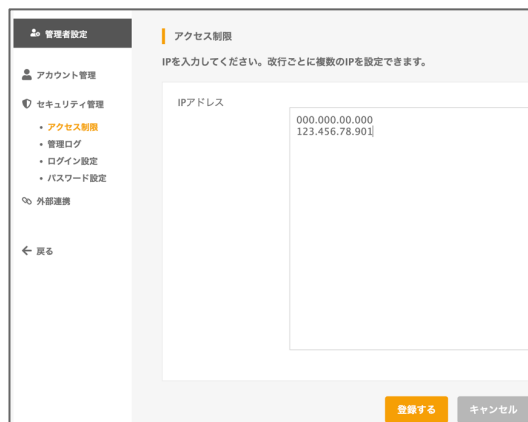 管理者設定
アカウント管理
セキュリティ管理
• アクセス制限
• 管理ログ
• ログイン設定
• パスワード設定
外部連携
戻る
アクセス制限
IPを入力してください。改行ごとに複数のIPを設定できます。
IPアドレス
000.000.00.000
123.456.78.901
登録する
キャンセル